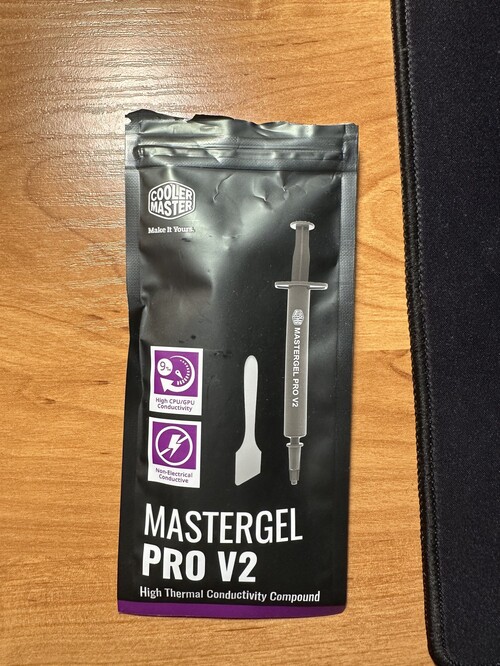 COOLER
MASTER
Make It Yours.
MASTERGEL PRO V2
High CPU/GPU
Conductivity
Non-Electrical
Conductive
MASTERGEL
PRO V2
High Thermal Conductivity Compound